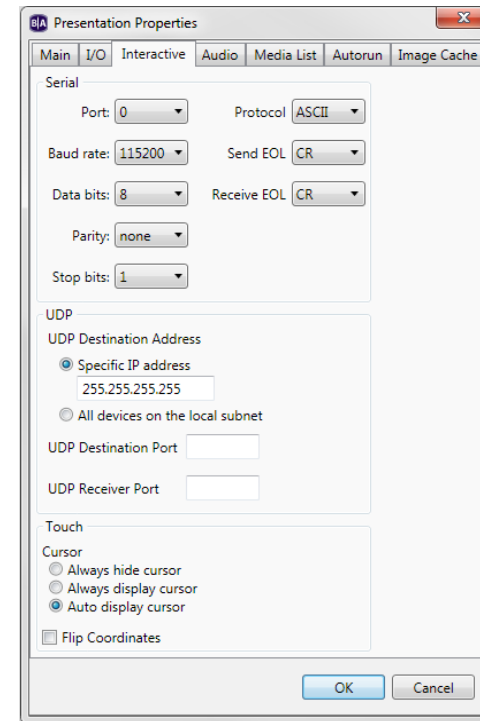 B|A Presentation Properties
Main I/O Interactive Audio Media List Autorun Image Cache
Serial
Port: 0 Protocol ASCII
Baud rate: 115200 Send EOL CR
Data bits: 8 Receive EOL CR
Parity: none
Stop bits: 1
UDP
UDP Destination Address
Specific IP address
255.255.255.255
All devices on the local subnet
UDP Destination Port
UDP Receiver Port
Touch
Cursor
Always hide cursor
Always display cursor
Auto display cursor
Flip Coordinates
OK Cancel